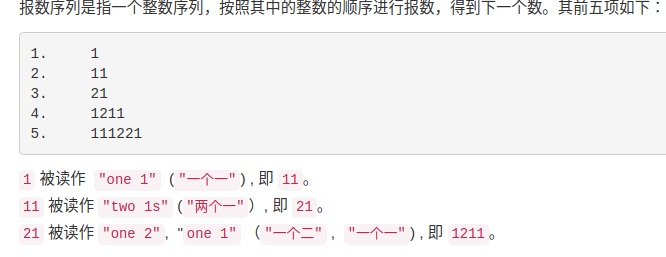 报数序列是指一个整数序列，按照其中的整数的顺序进行报数，得到下一个数。其前五项如下：
1.     1
2.     11
3.     21
4.     1211
5.     111221
1 被读作 "one 1" ("一个一")，即 11。
11 被读作 "two 1s" ("两个一"）, 即 21。
21 被读作 "one 2", "one 1" （"一个二" ,  "一个一")，即 1211。